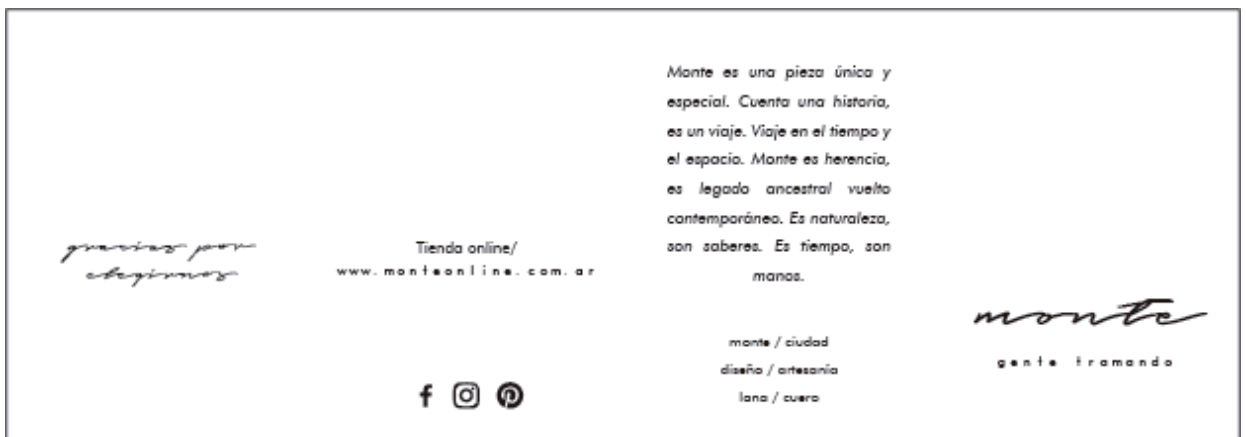 gracias por
elegirnos
Tienda online/
www.monteonline.com.ar
Monte es una pieza única y
especial. Cuenta una historia,
es un viaje. Viaje en el tiempo y
el espacio. Monte es herencia,
es legado ancestral vuelto
contemporáneo. Es naturaleza,
son saberes. Es tiempo, son
manos.
monte / ciudad
diseño / artesanía
lana / cuero
monte
gente tramando